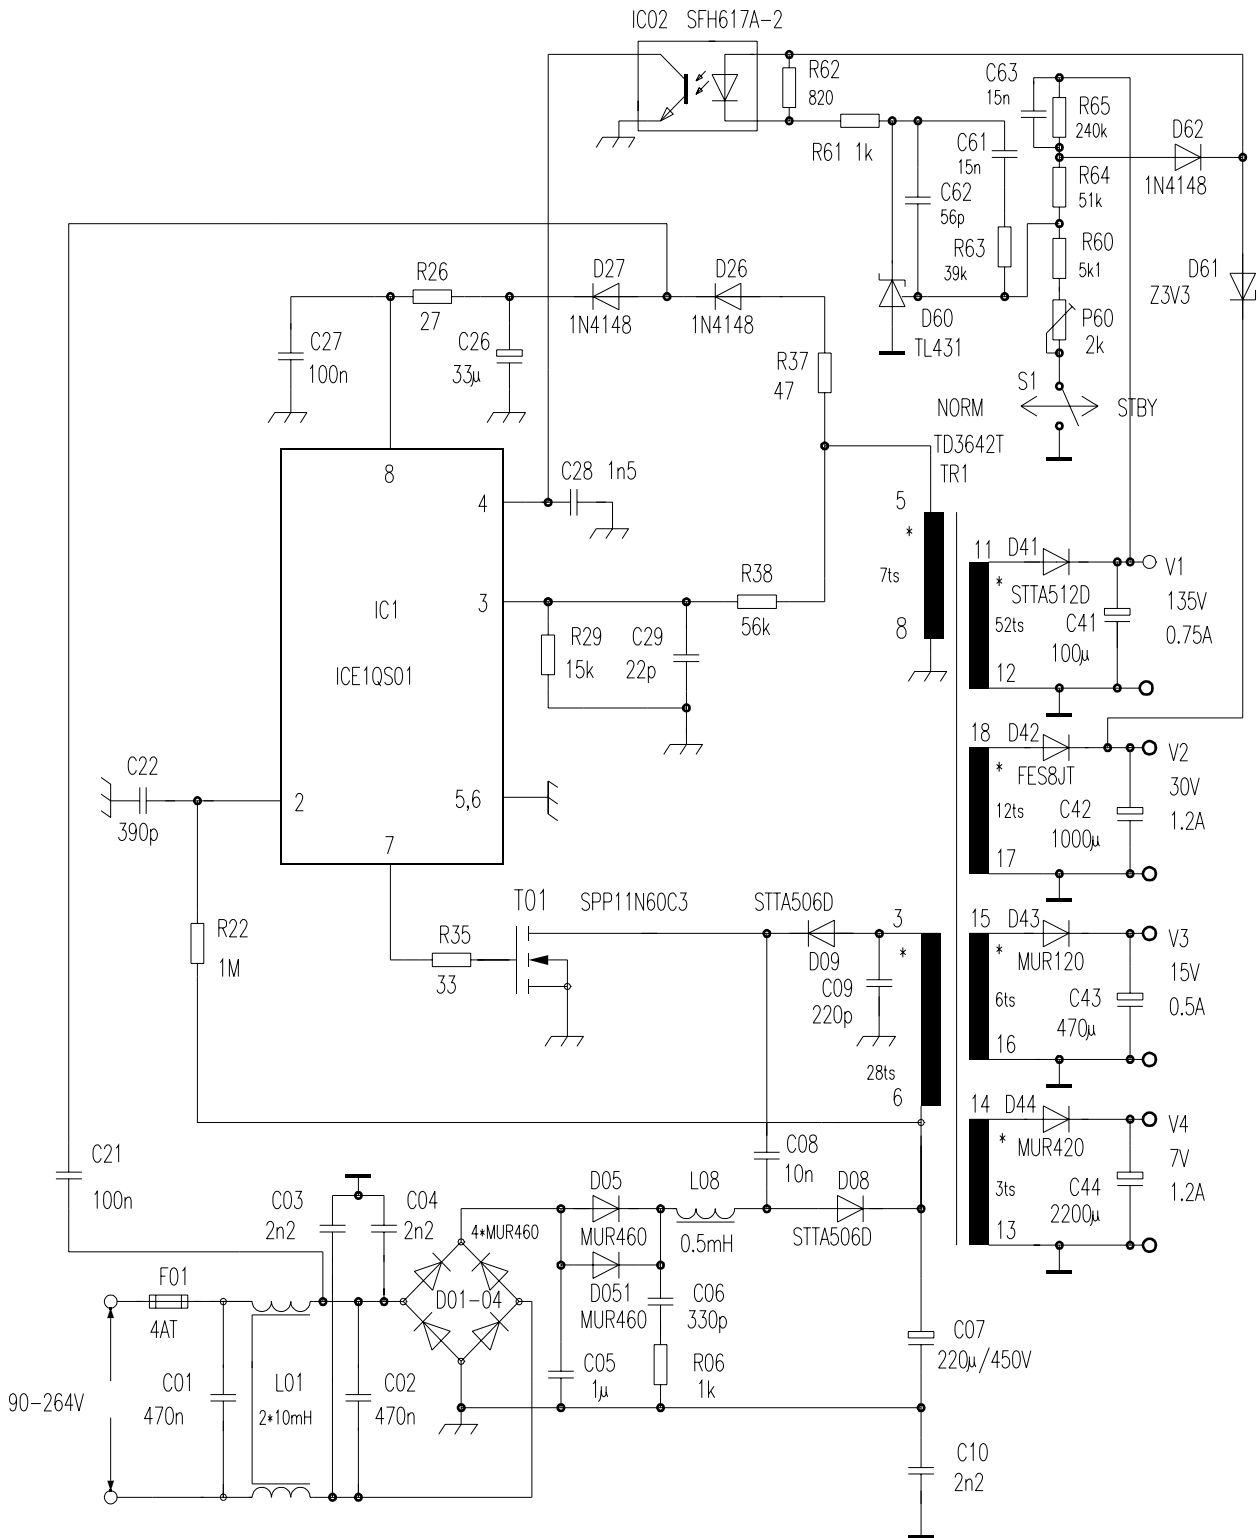 IC02 SFH617A-2
R62
820
C63
15n
R65
240k
D62
1N4148
R61 1k
C61
15n
R64
51k
C62
56p
R63
39k
R60
5k1
D61
Z3V3
R26
27
D27
1N4148
D26
1N4148
C27
100n
C26
33µ
D60
TL431
P60
2k
R37
47
S1
NORM
STBY
TD3642T
TR1
8
4
C28 1n5
5
*
7ts
8
11
D41
*
STTA512D
V1
135V
0.75A
52ts
C41
100µ
12
IC1
ICE1QS01
3
R38
56k
R29
15k
C29
22p
18
D42
*
FES8JT
V2
30V
1.2A
12ts
C42
1000µ
17
C22
390p
2
5,6
7
T01
SPP11N60C3
STTA506D
3
*
D09
C09
220p
R22
1M
R35
33
15
D43
*
MUR120
V3
15V
0.5A
6ts
C43
470µ
16
28ts
6
14
D44
*
MUR420
V4
7V
1.2A
3ts
C44
2200µ
13
C21
100n
C08
10n
C03
2n2
C04
2n2
4*MUR460
D05
MUR460
L08
0.5mH
D08
STTA506D
F01
4AT
D01-04
D051
MUR460
C06
330p
C07
220µ/450V
90-264V
C01
470n
L01
2*10mH
C02
470n
C05
1µ
R06
1k
C10
2n2